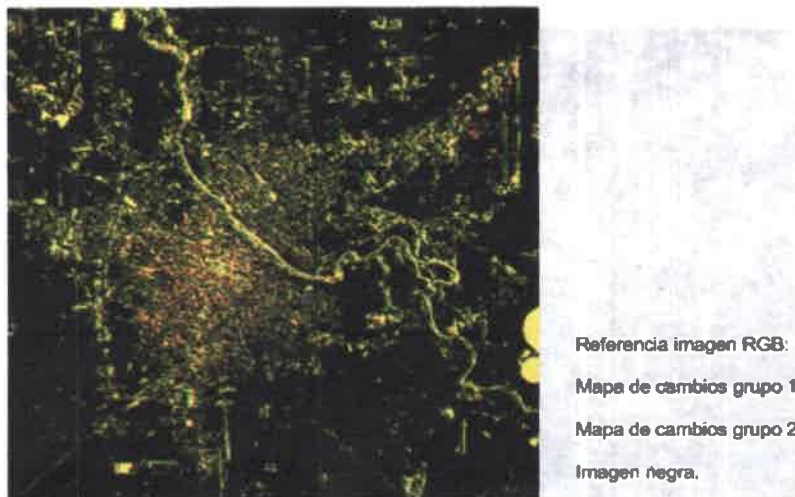 Referencia imagen RGB:
Mapa de cambios grupo 1
Mapa de cambios grupo 2
Imagen negra.